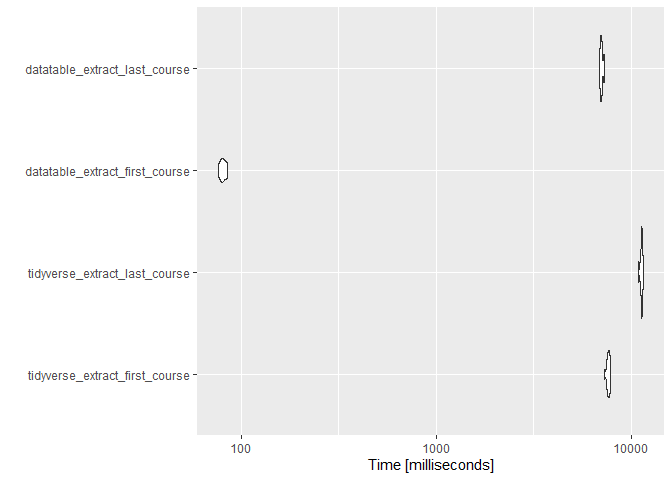 datatable_extract_last_course
datatable_extract_first_course
tidyverse_extract_last_course
tidyverse_extract_first_course
100 1000 10000
Time [milliseconds]